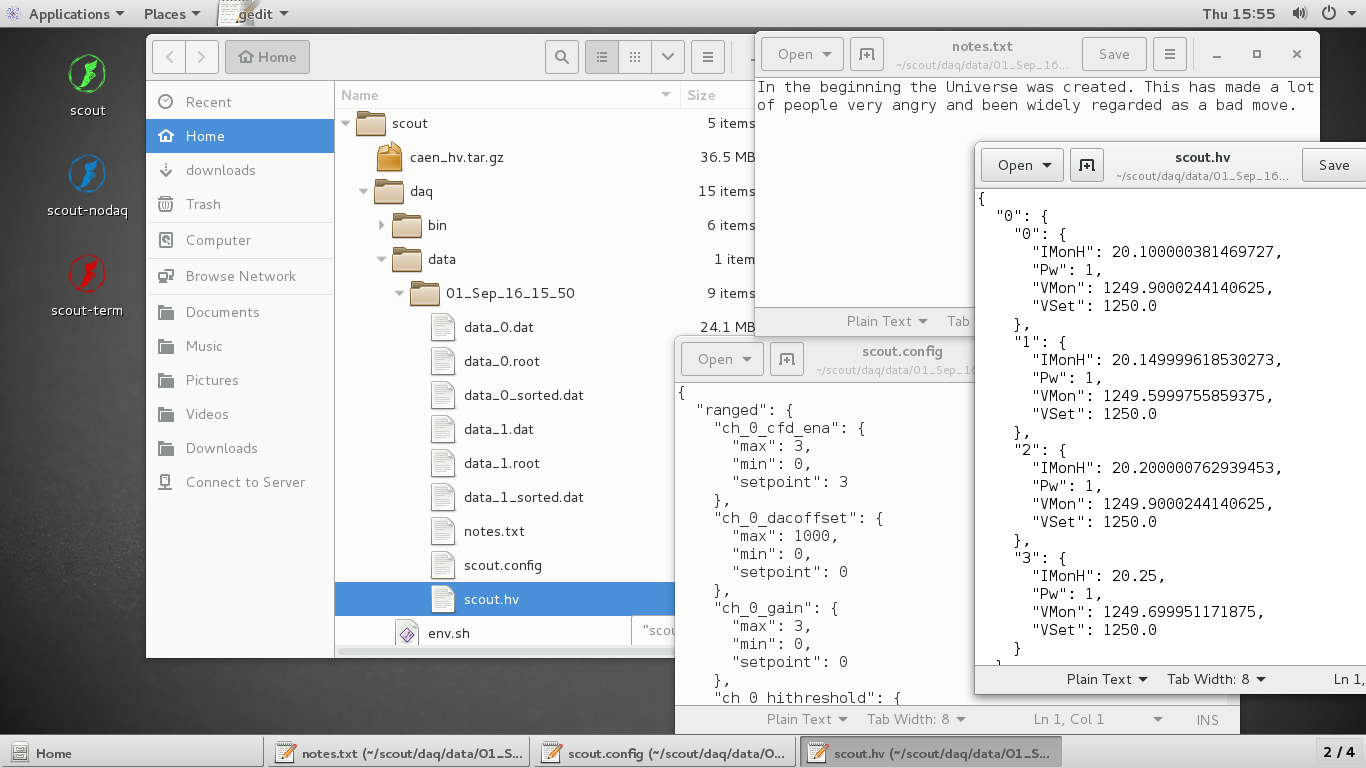 Applications Places gedit Thu 15:55
scout
scout-nodaq
scout-term
Home
Recent
Home
downloads
Trash
Computer
Browse Network
Documents
Music
Pictures
Videos
Downloads
Connect to Server
Name Size
scout 5 items
caen_hv.tar.gz 36.5 MB
daq 15 items
bin 6 items
data 1 item
01_Sep_16_15_50 9 items
data_0.dat 24.1 MB
data_0.root
data_0_sorted.dat
data_1.dat
data_1.root
data_1_sorted.dat
notes.txt
scout.config
scout.hv
env.sh
"scou
Open notes.txt Save
~/scout/daq/data/01_Sep_16...
In the beginning the Universe was created. This has made a lot
of people very angry and been widely regarded as a bad move.
Plain Text Tab
Open scout.config
~/scout/daq/data/01_Sep_16
{
"ranged": {
"ch_0_cfd_ena": {
"max": 3,
"min": 0,
"setpoint": 3
},
"ch_0_dacoffset": {
"max": 1000,
"min": 0,
"setpoint": 0
},
"ch_0_gain": {
"max": 3,
"min": 0,
"setpoint": 0
},
"ch_0_hithreshold": {
Plain Text Tab Width: 8 Ln 1, Col 1 INS
Open scout.hv Save
~/scout/daq/data/01_Sep_16...
{
"0": {
"0": {
"IMonH": 20.100000381469727,
"Pw": 1,
"VMon": 1249.9000244140625,
"VSet": 1250.0
},
"1": {
"IMonH": 20.149999618530273,
"Pw": 1,
"VMon": 1249.5999755859375,
"VSet": 1250.0
},
"2": {
"IMonH": 20.200000762939453,
"Pw": 1,
"VMon": 1249.9000244140625,
"VSet": 1250.0
},
"3": {
"IMonH": 20.25,
"Pw": 1,
"VMon": 1249.699951171875,
"VSet": 1250.0
}
}
Plain Text Tab Width: 8 Ln 1,
Home notes.txt (~/scout/daq/data/01_S... scout.config (~/scout/daq/data/0... scout.hv (~/scout/daq/data/01_S... 2 / 4